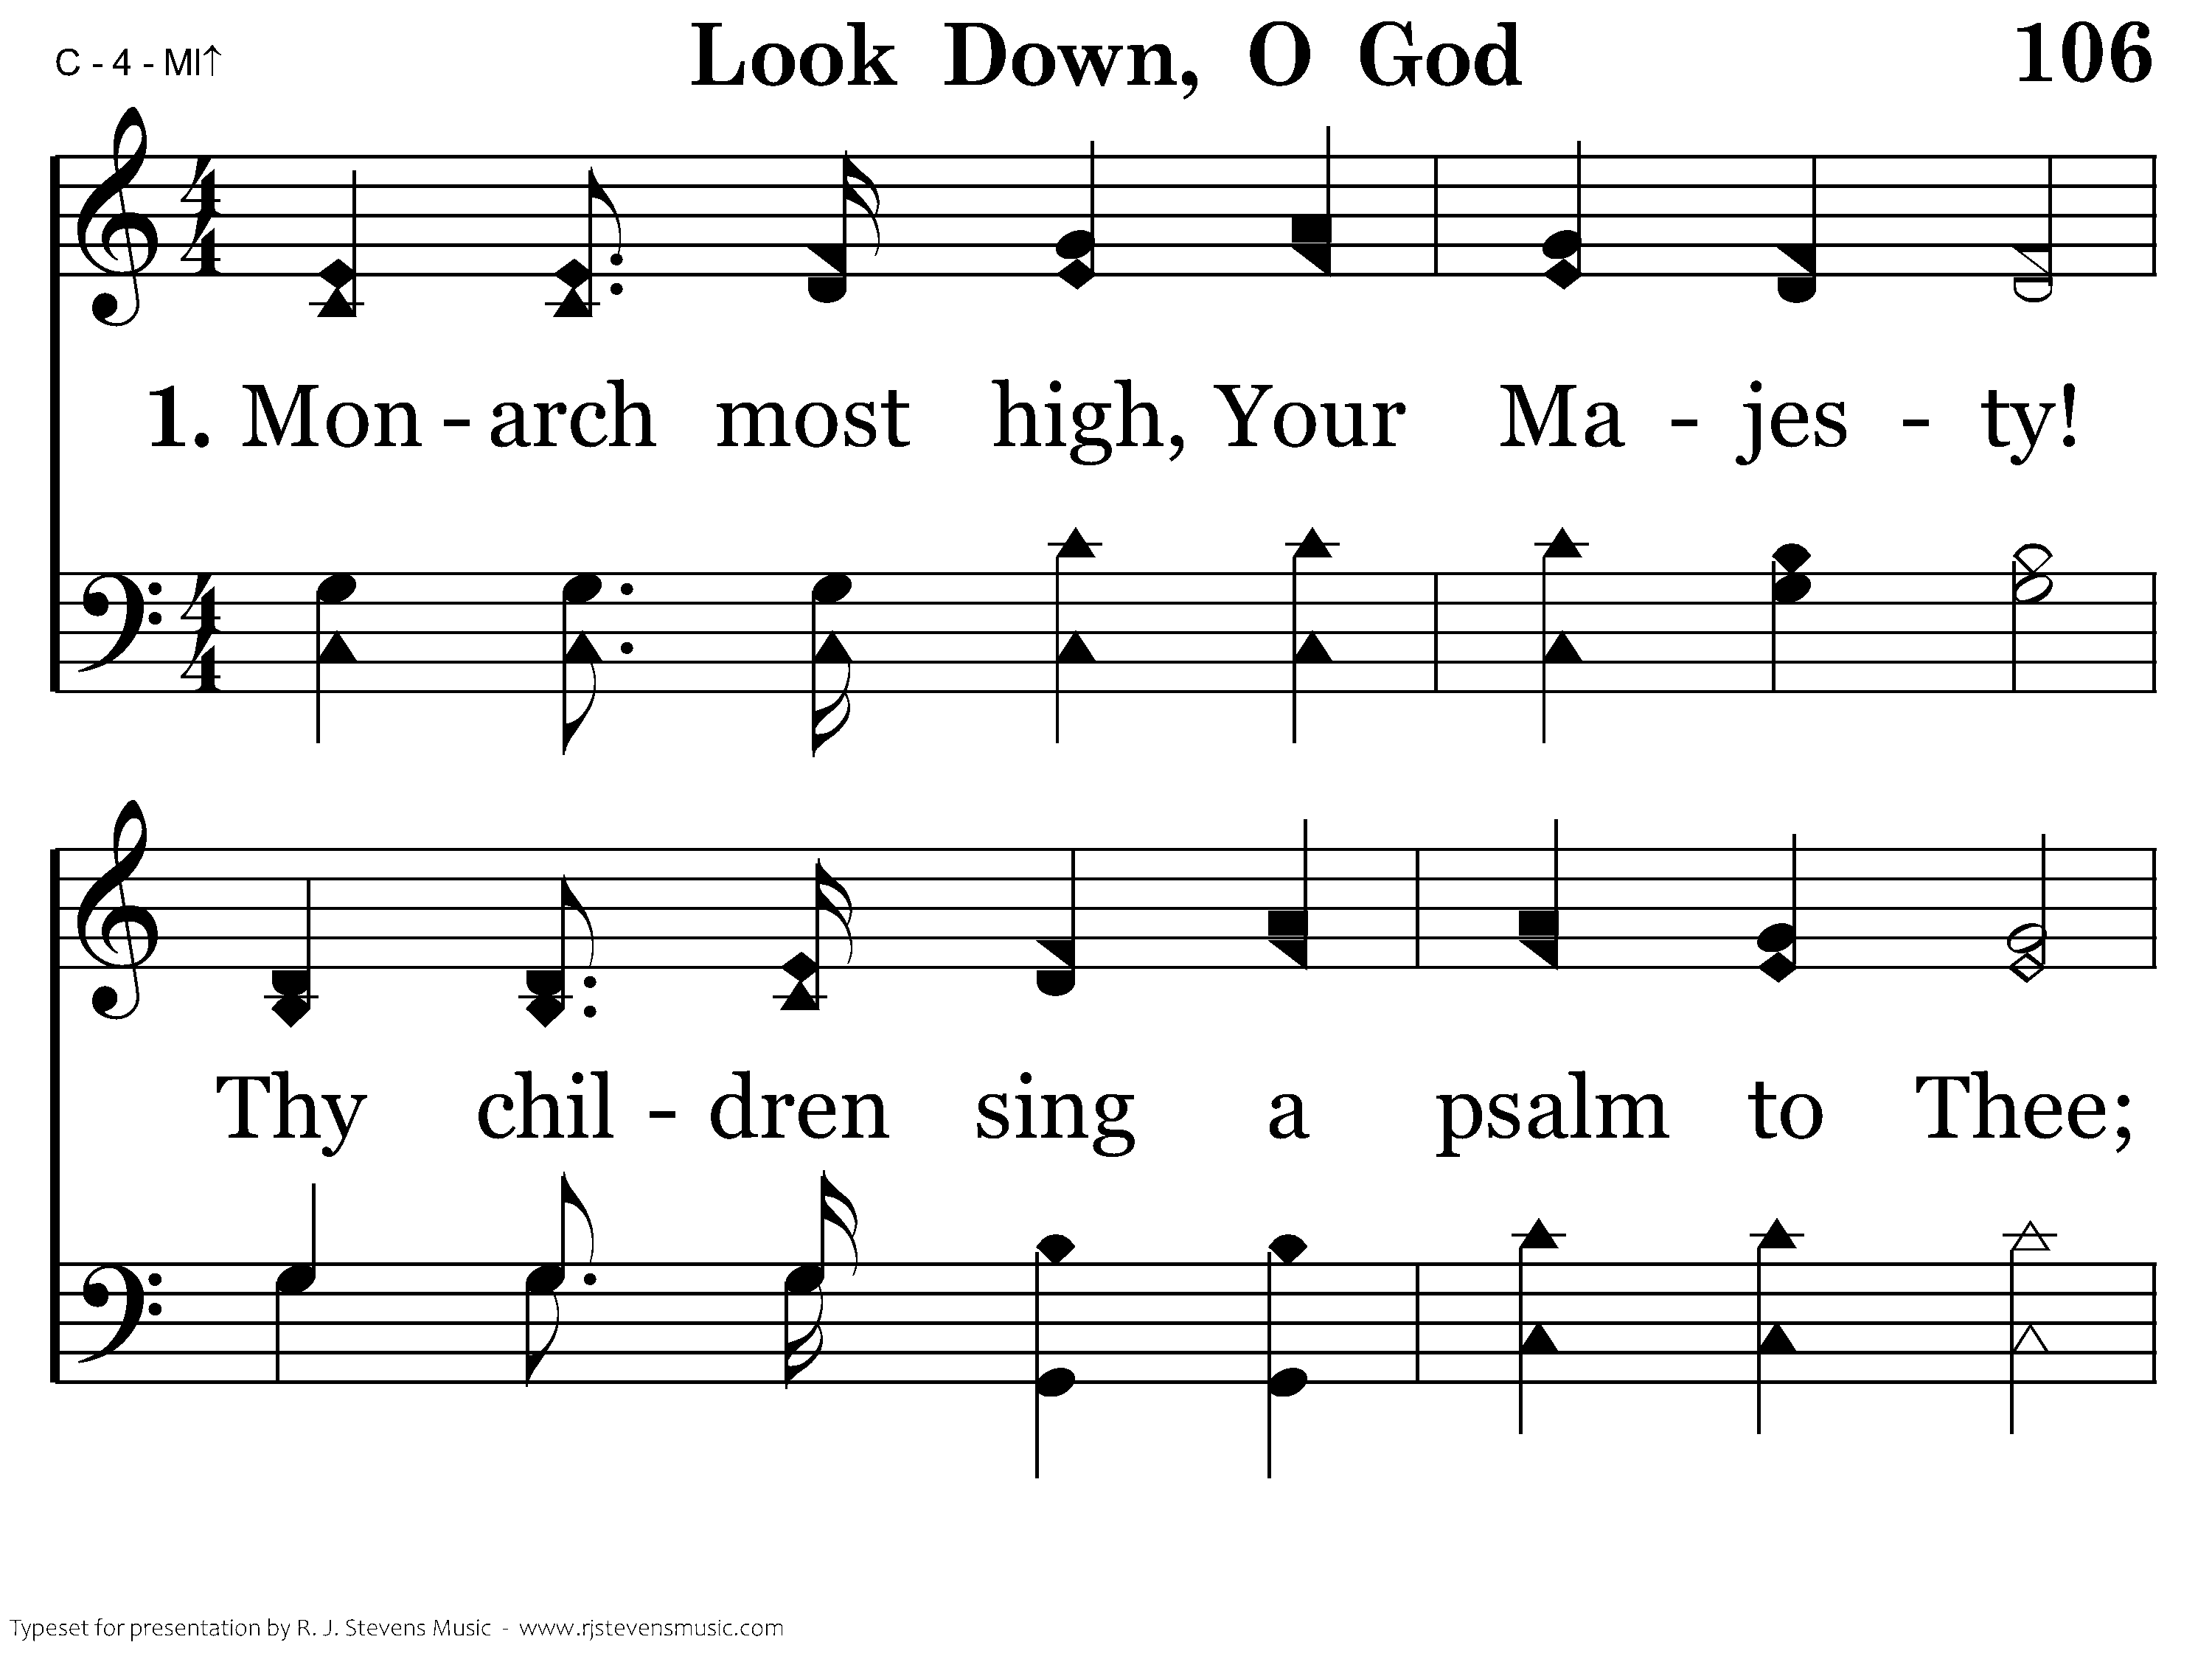 C - 4 - MI↑ Look Down, O God 106
1. Mon - arch most high, Your Ma - jes - ty!
Thy chil - dren sing a psalm to Thee;
Typeset for presentation by R. J. Stevens Music - www.rjstevensmusic.com